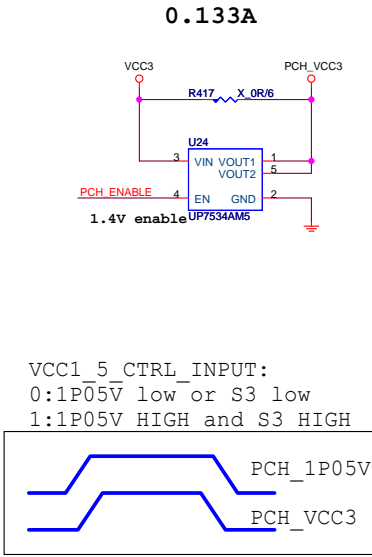 0.133A
VCC3 PCH_VCC3
R417 X_0R/6
U24
3 VIN VOUT1 1
VOUT2 5
PCH_ENABLE 4 EN GND 2
1.4V enable UP7534AM5
VCC1_5_CTRL_INPUT:
0:1P05V low or S3 low
1:1P05V HIGH and S3 HIGH
PCH_1P05V
PCH_VCC3